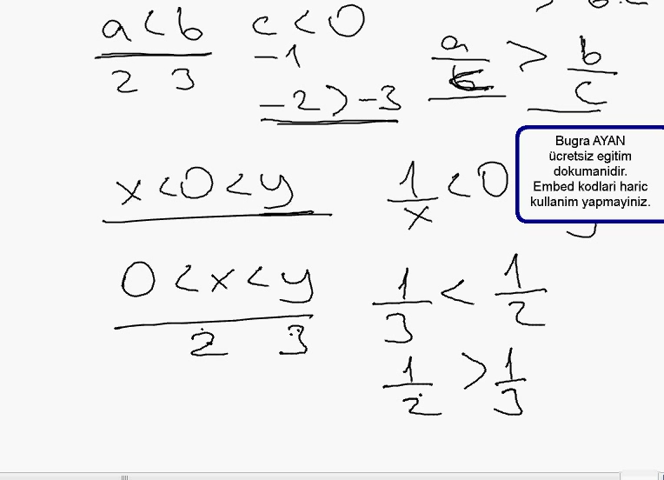 a < b c < 0
2 3 -1
a/c > b/c
-2 > -3
Bugra AYAN
ücretsiz egitim
dokumanidir.
Embed kodlari haric
kullanim yapmayiniz.
x < 0 < y 1/x < 0
0 < x < y 1/3 < 1/2
2 3
1/2 > 1/3